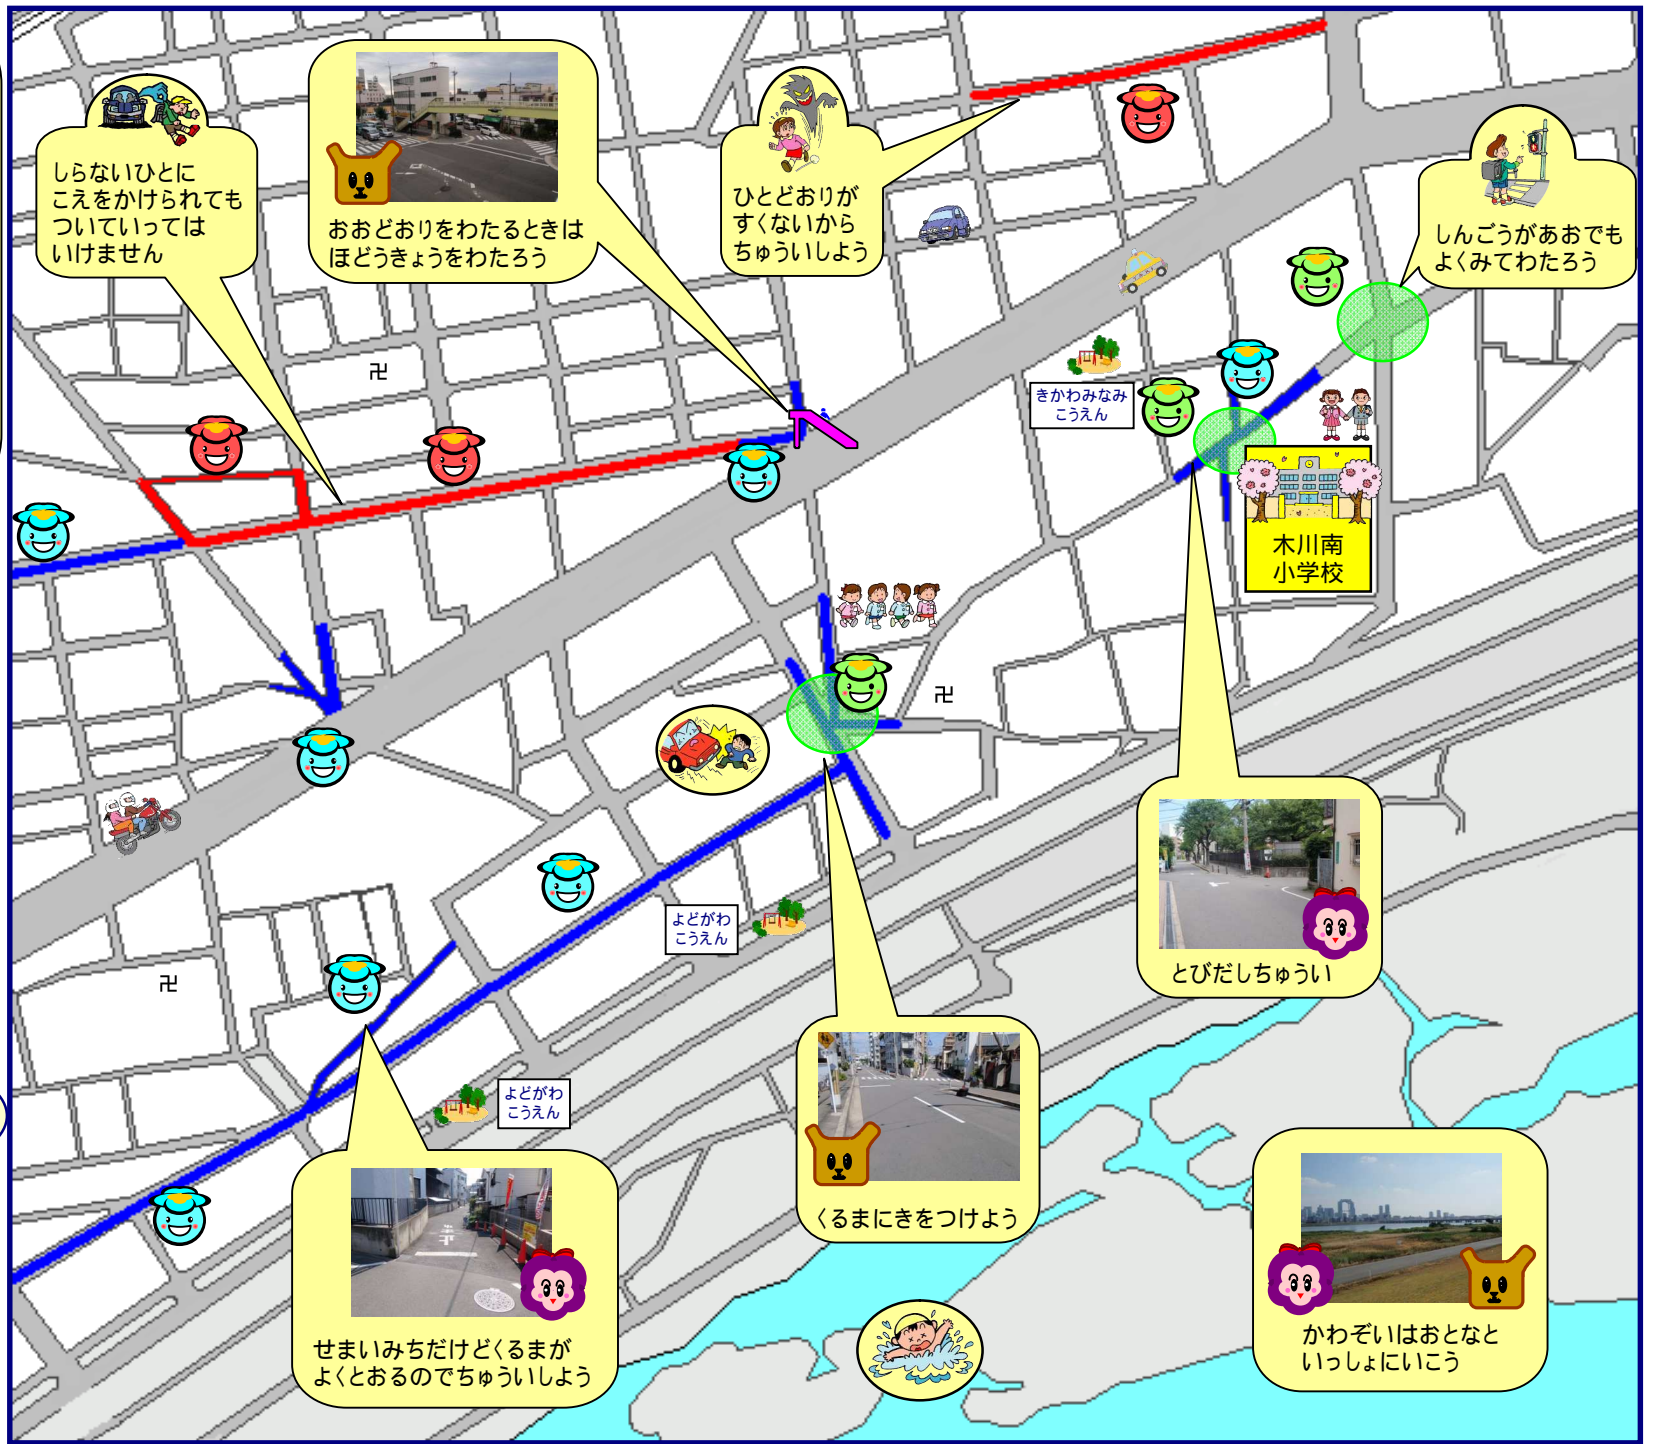 しらないひとに
こえをかけられても
ついていっては
いけません
おおどおりをわたるときは
ほどうきょうをわたろう
ひとどおりが
すくないから
ちゅういしよう
しんごうがあおでも
よくみてわたろう
きかわみなみ
こうえん
木川南
小学校
よどがわ
こうえん
とびだしちゅうい
よどがわ
こうえん
くるまにきをつけよう
せまいみちだけどくるまが
よくとおるのでちゅういしよう
かわぞいはおとなと
いっしょにいこう